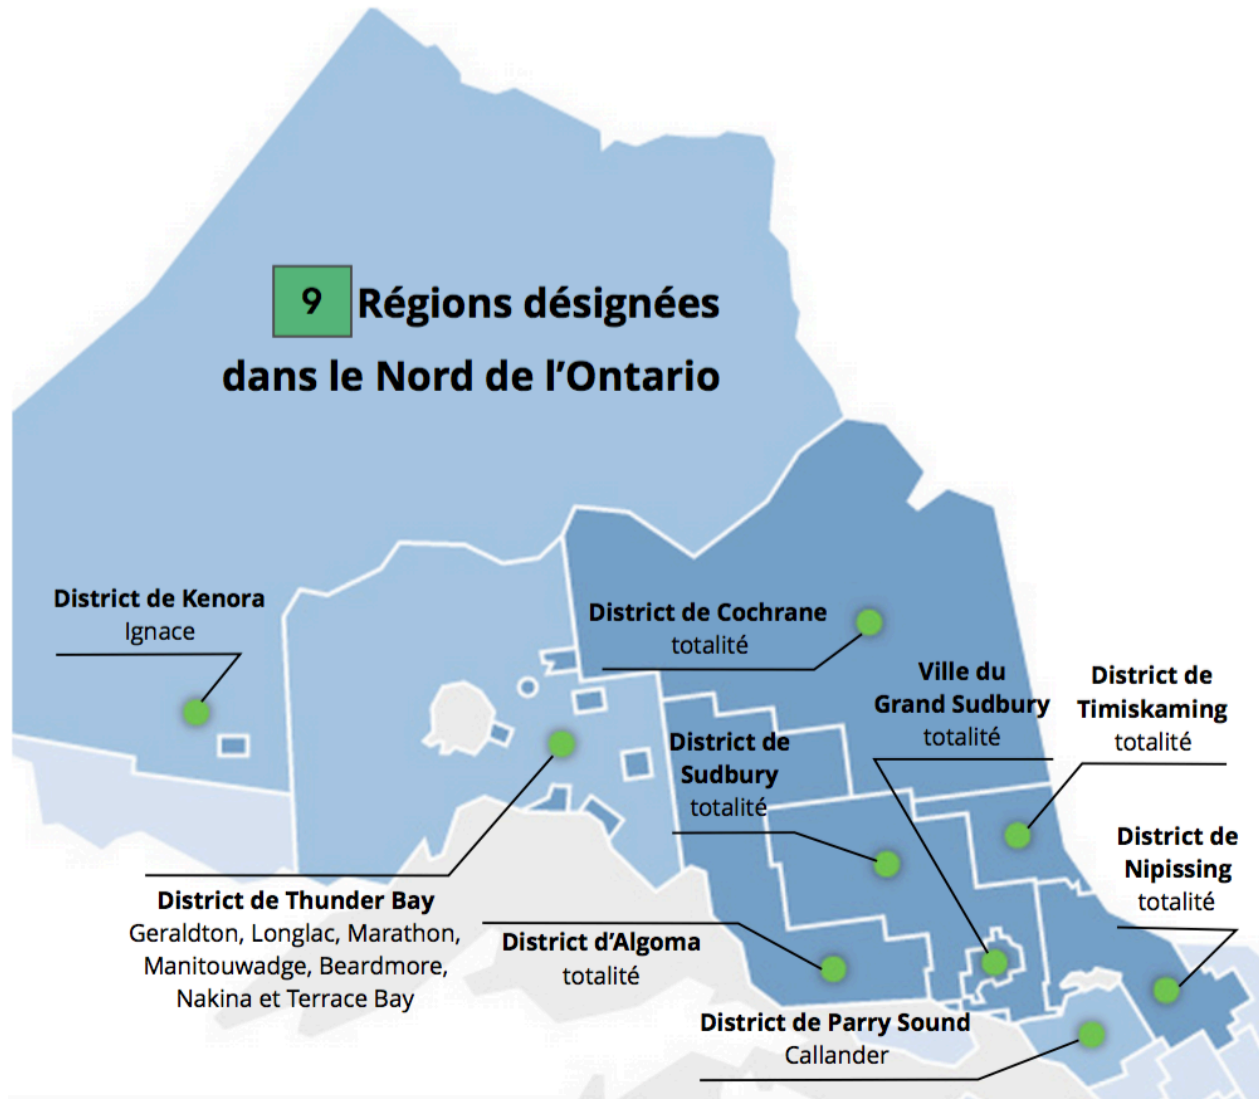 9 Régions désignées
dans le Nord de l'Ontario
District de Kenora
Ignace
District de Cochrane
totalité
Ville du
Grand Sudbury
totalité
District de
Timiskaming
totalité
District de
Sudbury
totalité
District de
Nipissing
totalité
District de Thunder Bay
Geraldton, Longlac, Marathon,
Manitouwadge, Beardmore,
Nakina et Terrace Bay
District d'Algoma
totalité
District de Parry Sound
Callander